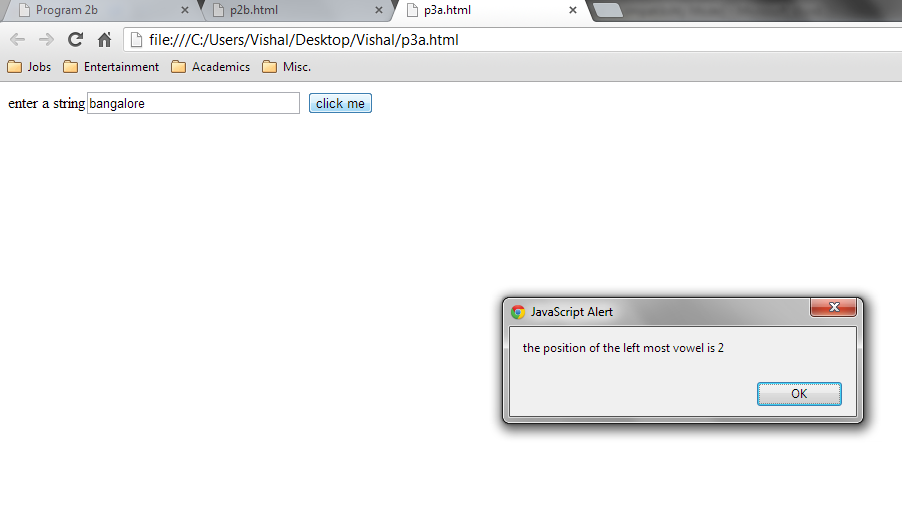 Program 2b
p2b.html
p3a.html
file:///C:/Users/Vishal/Desktop/Vishal/p3a.html
Jobs Entertainment Academics Misc.
enter a string bangalore click me
JavaScript Alert
the position of the left most vowel is 2
OK